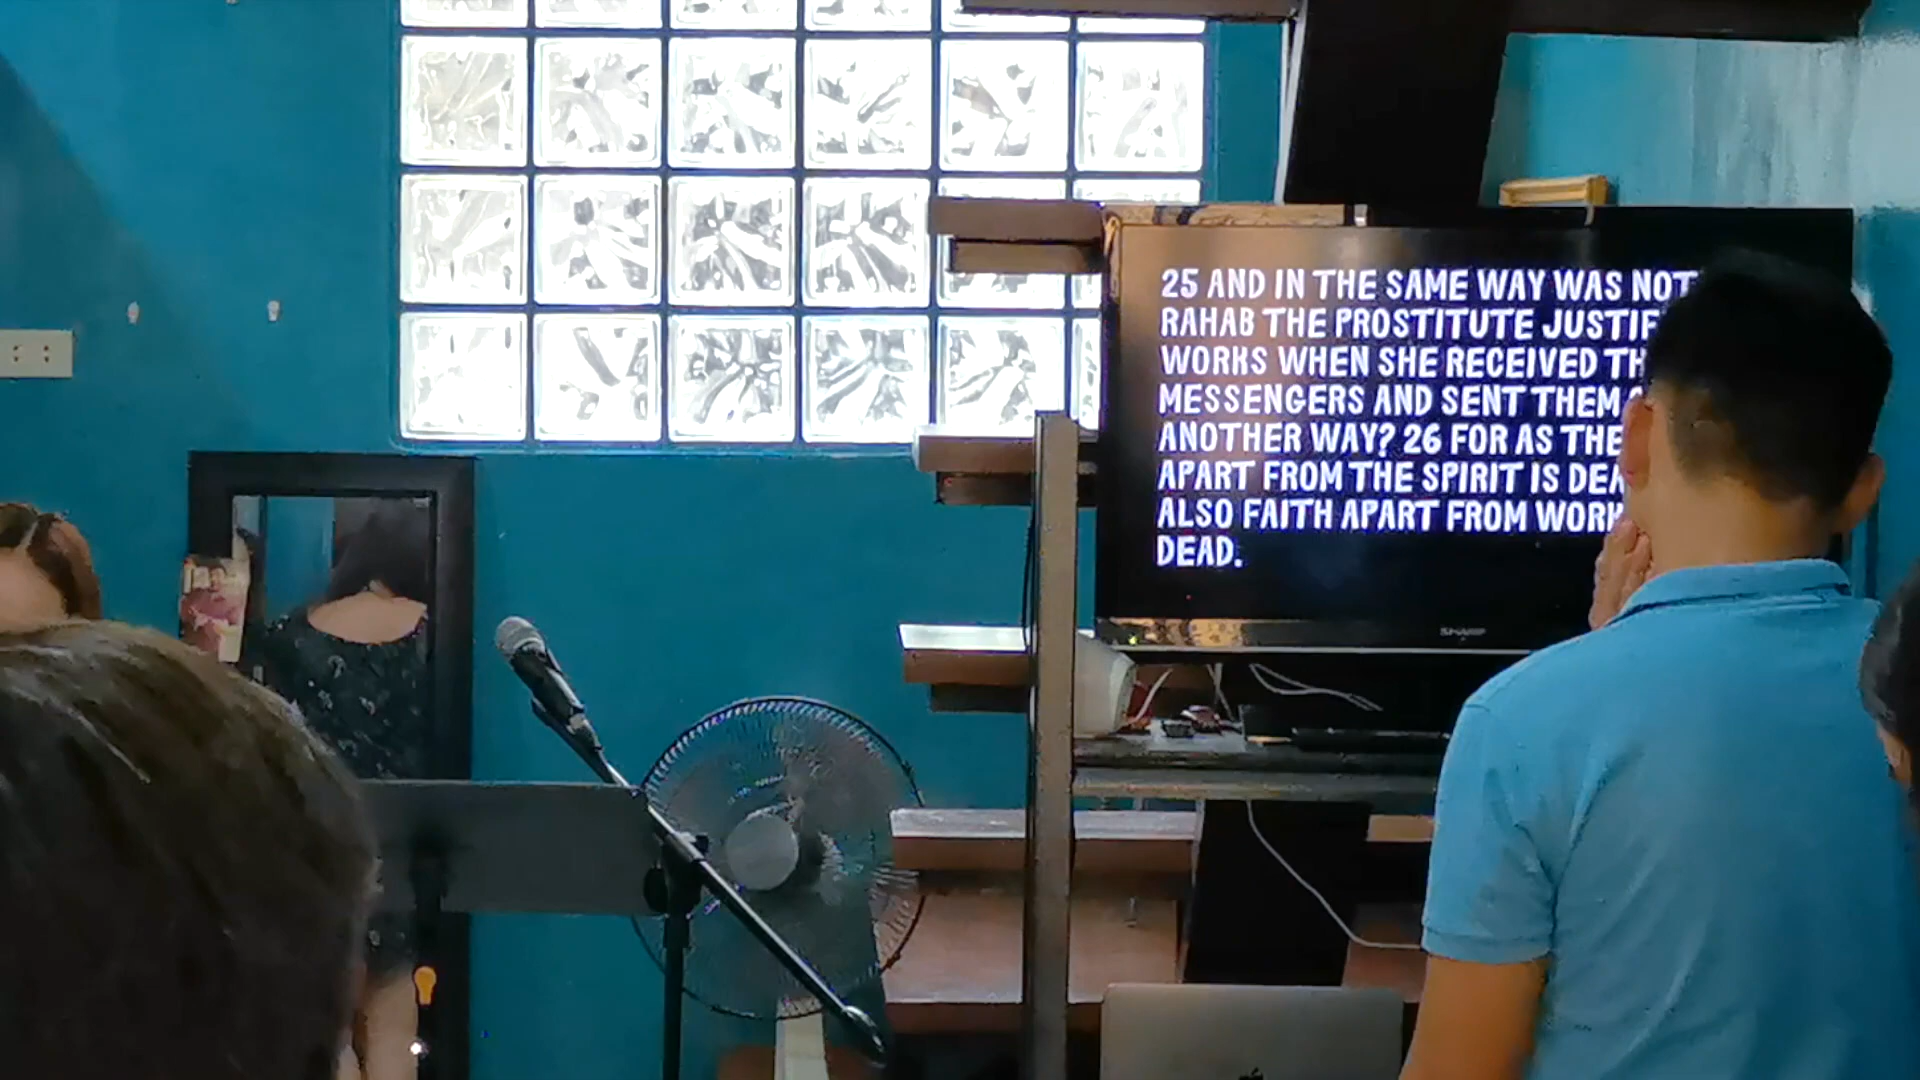 25 AND IN THE SAME WAY WAS NOT
RAHAB THE PROSTITUTE
WORKS WHEN SHE RECEIVED
MESSENGERS AND SENT THEM
ANOTHER WAY? 26 FOR AS THE
APART FROM THE SPIRIT IS
ALSO FAITH APART FROM
DEAD.
SHARP